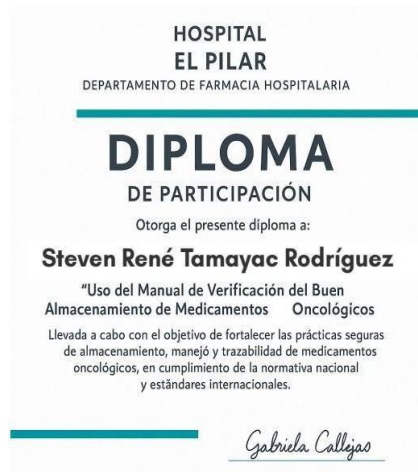 HOSPITAL
EL PILAR
DEPARTAMENTO DE FARMACIA HOSPITALARIA
DIPLOMA
DE PARTICIPACIÓN
Otorga el presente diploma a:
Steven René Tamayac Rodríguez
“Uso del Manual de Verificación del Buen
Almacenamiento de Medicamentos Oncológicos
Llevada a cabo con el objetivo de fortalecer las prácticas seguras
de almacenamiento, manejó y trazabilidad de medicamentos
oncológicos, en cumplimiento de la normativa nacional
y estándares internacionales.
Gabriela Callejas